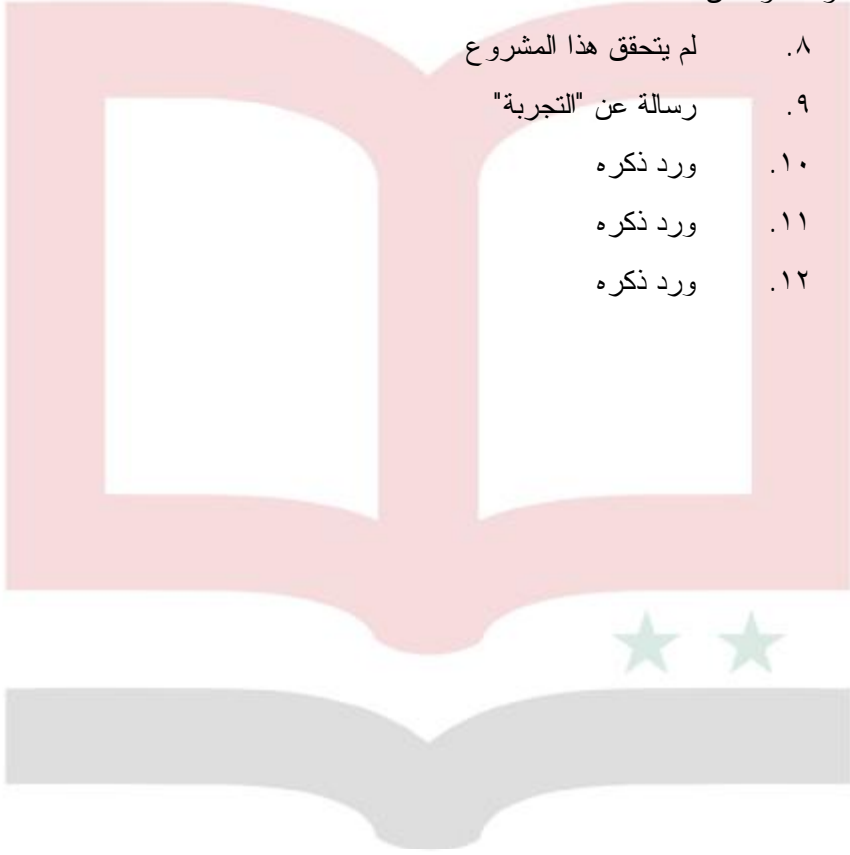 ٨. لم يتحقق هذا المشروع
٩. رسالة عن "التجربة"
١٠. ورد ذكره
١١. ورد ذكره
١٢. ورد ذكره